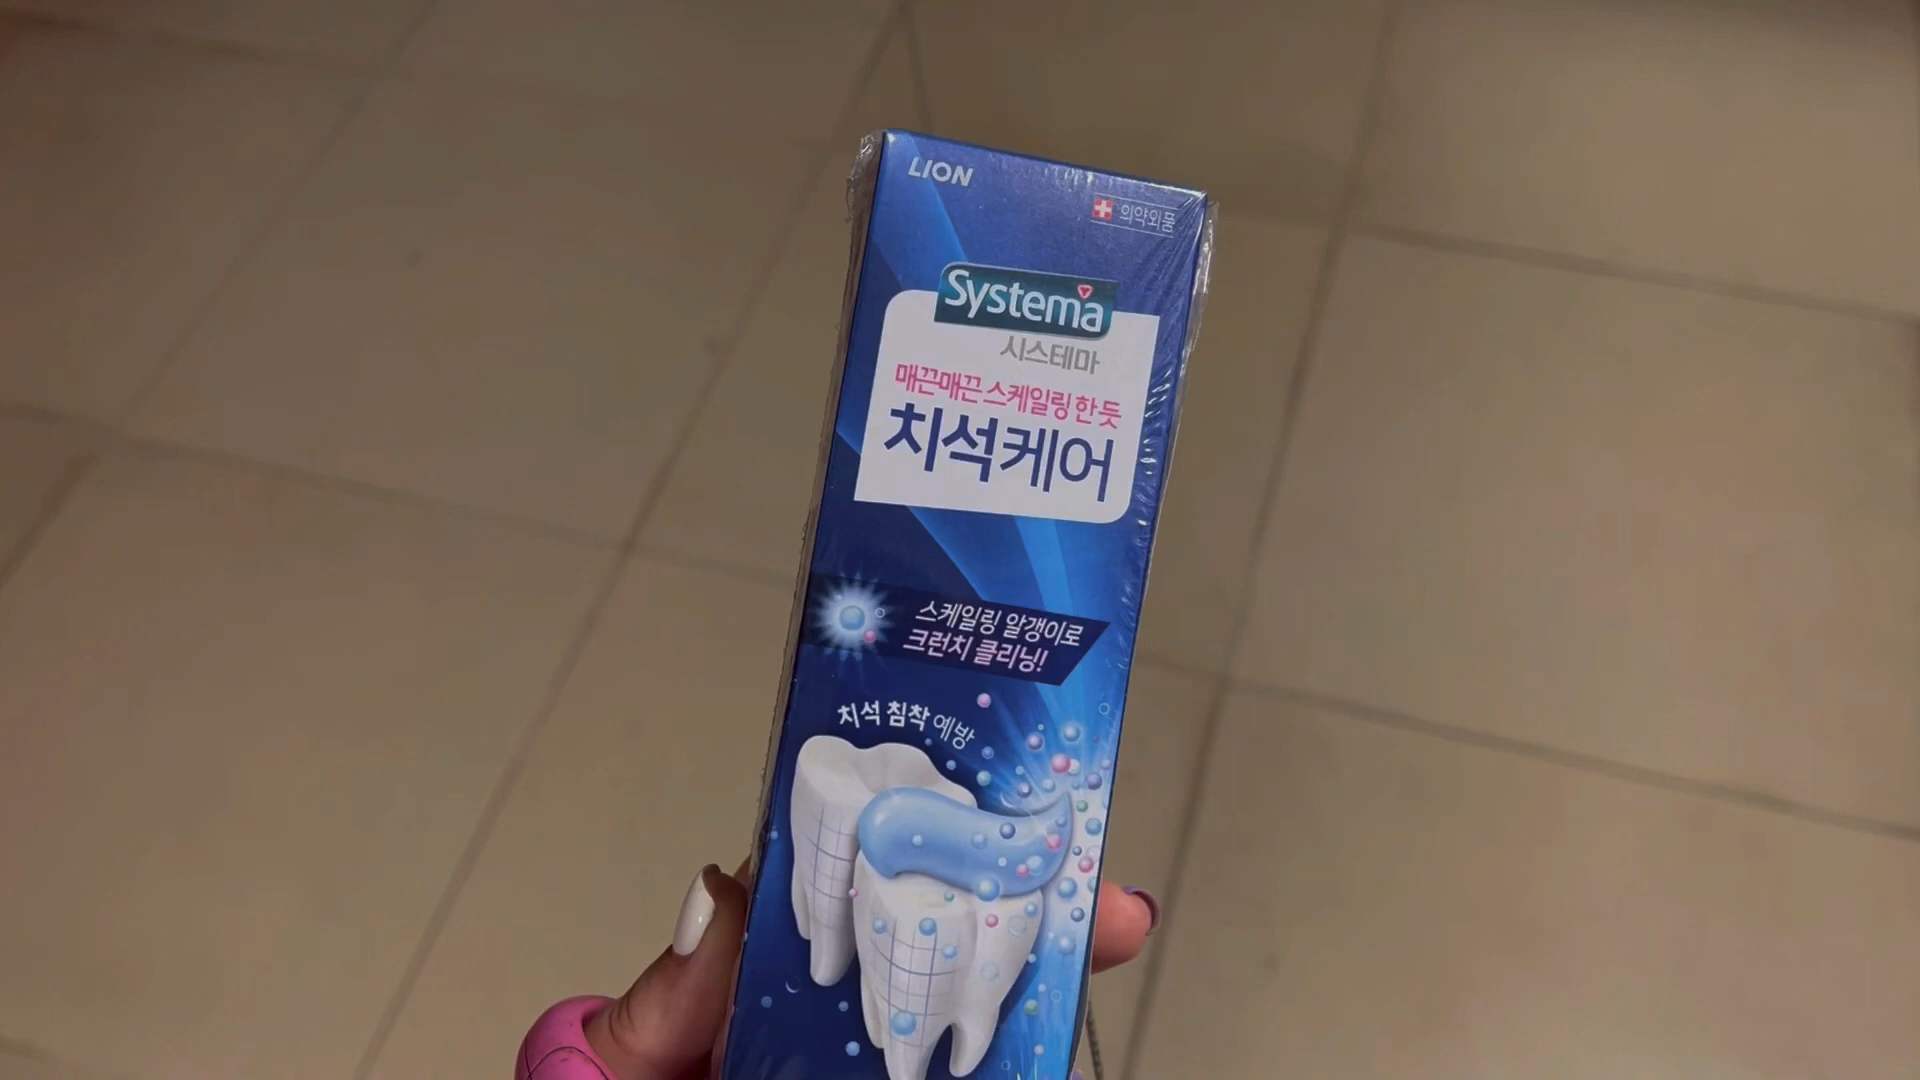 LION
의약외품
Systema
시스테마
매끈매끈 스케일링 한 듯
치석케어
스케일링 알갱이로
크런치 클리닝!
치석 침착 예방